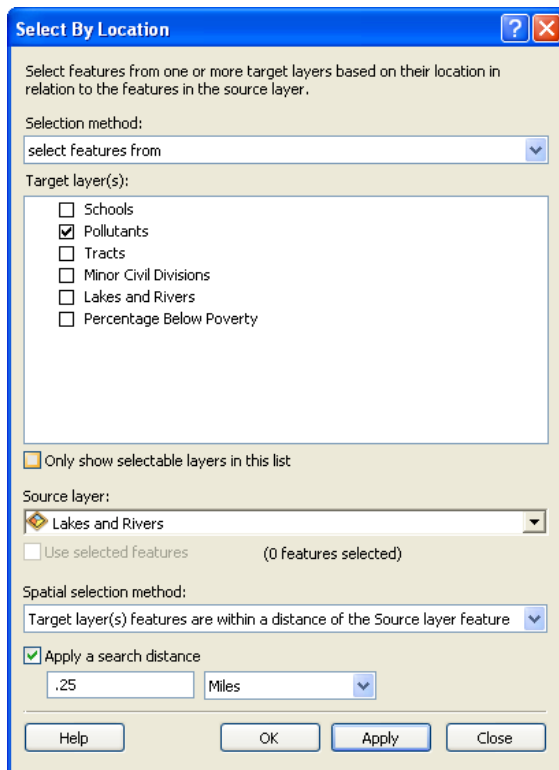 Select By Location
Select features from one or more target layers based on their location in
relation to the features in the source layer.
Selection method:
select features from
Target layer(s):
Schools
Pollutants
Tracts
Minor Civil Divisions
Lakes and Rivers
Percentage Below Poverty
Only show selectable layers in this list
Source layer:
Lakes and Rivers
Use selected features (0 features selected)
Spatial selection method:
Target layer(s) features are within a distance of the Source layer feature
Apply a search distance
.25 Miles
Help OK Apply Close